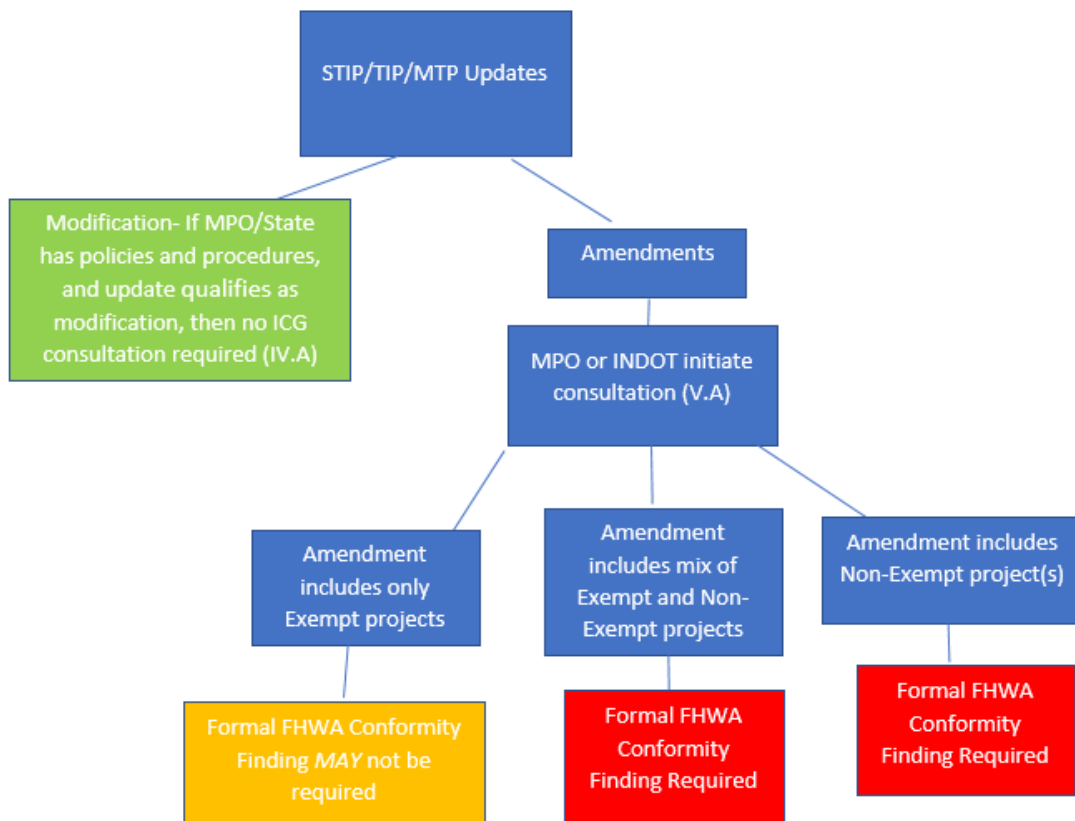 STIP/TIP/MTP Updates
Modification- If MPO/State
has policies and procedures,
and update qualifies as
modification, then no ICG
consultation required (IV.A)
Amendments
MPO or INDOT initiate
consultation (V.A)
Amendment
includes only
Exempt projects
Amendment
includes mix of
Exempt and Non-
Exempt projects
Amendment includes
Non-Exempt project(s)
Formal FHWA Conformity
Finding MAY not be
required
Formal FHWA
Conformity
Finding Required
Formal FHWA
Conformity
Finding Required